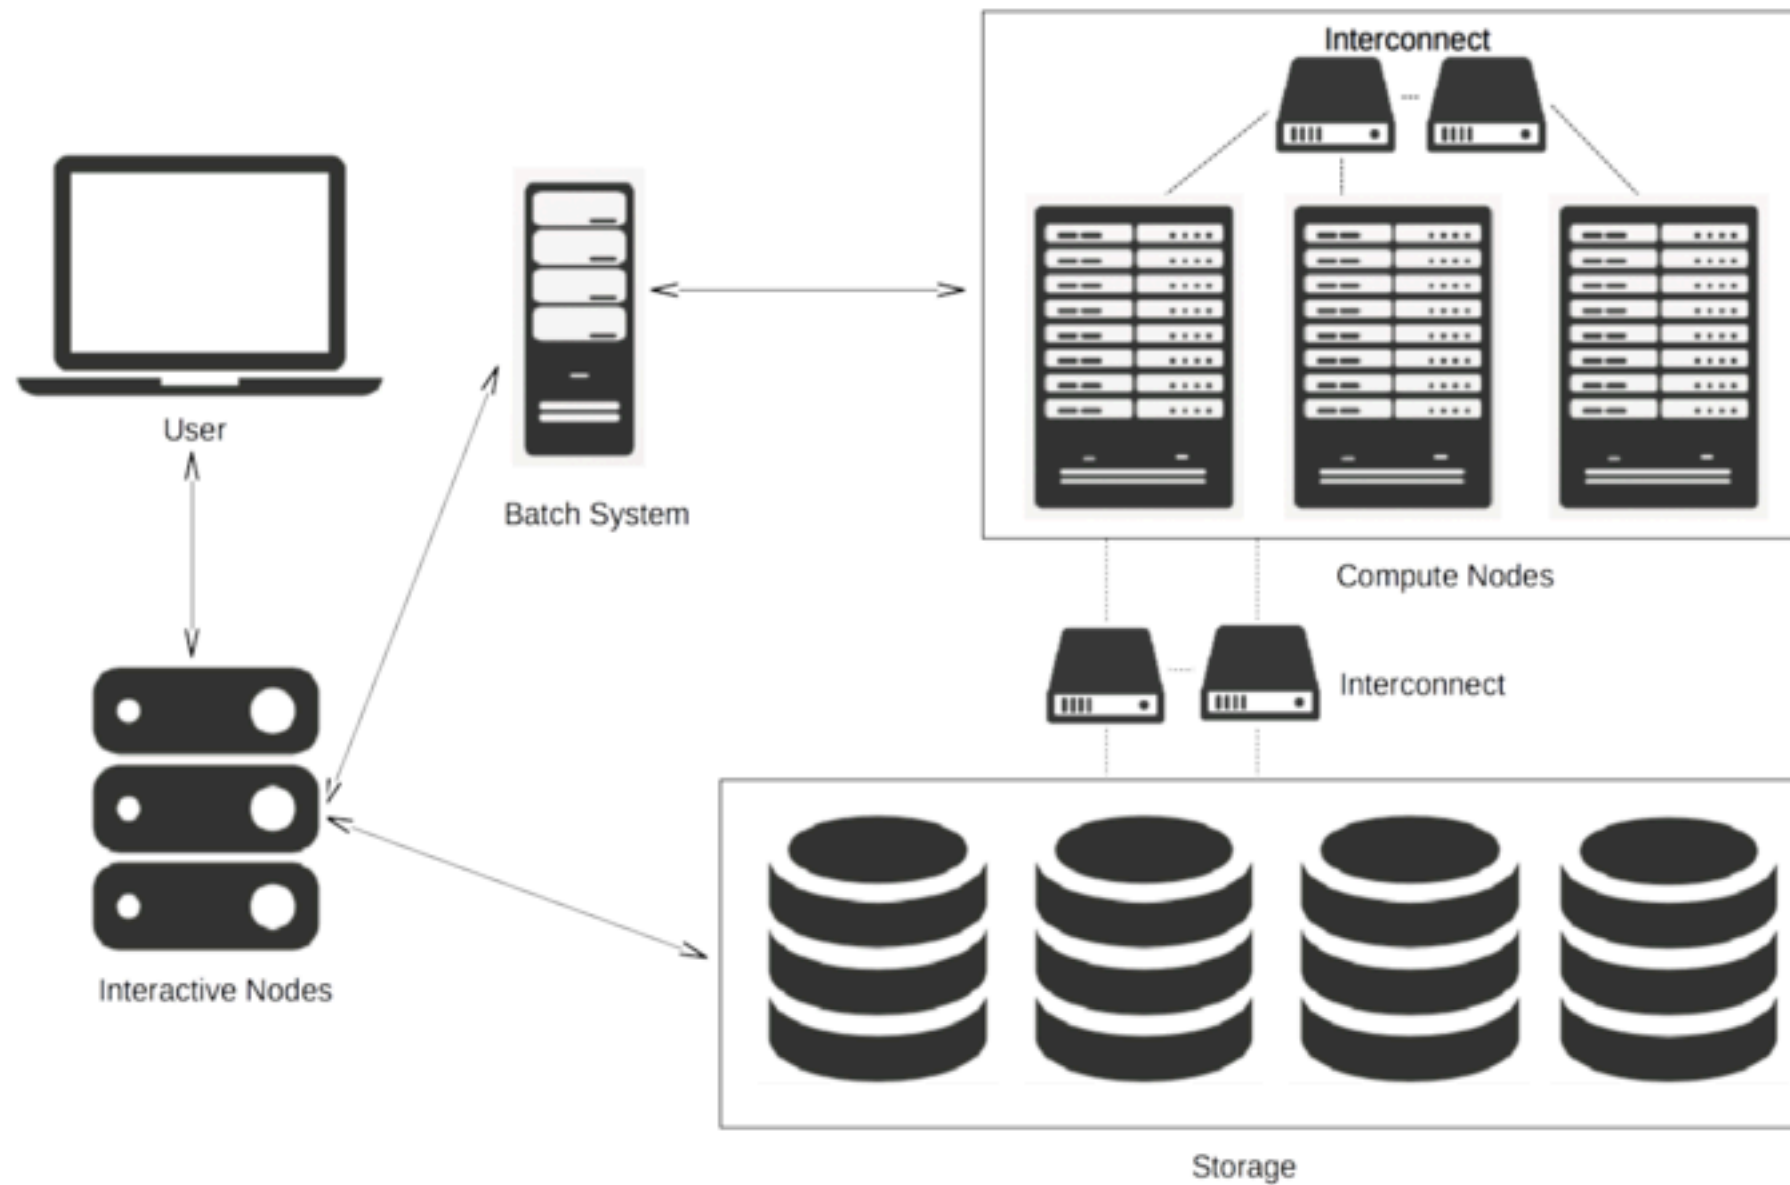 Interconnect
User
Batch System
Compute Nodes
Interconnect
Interactive Nodes
Storage